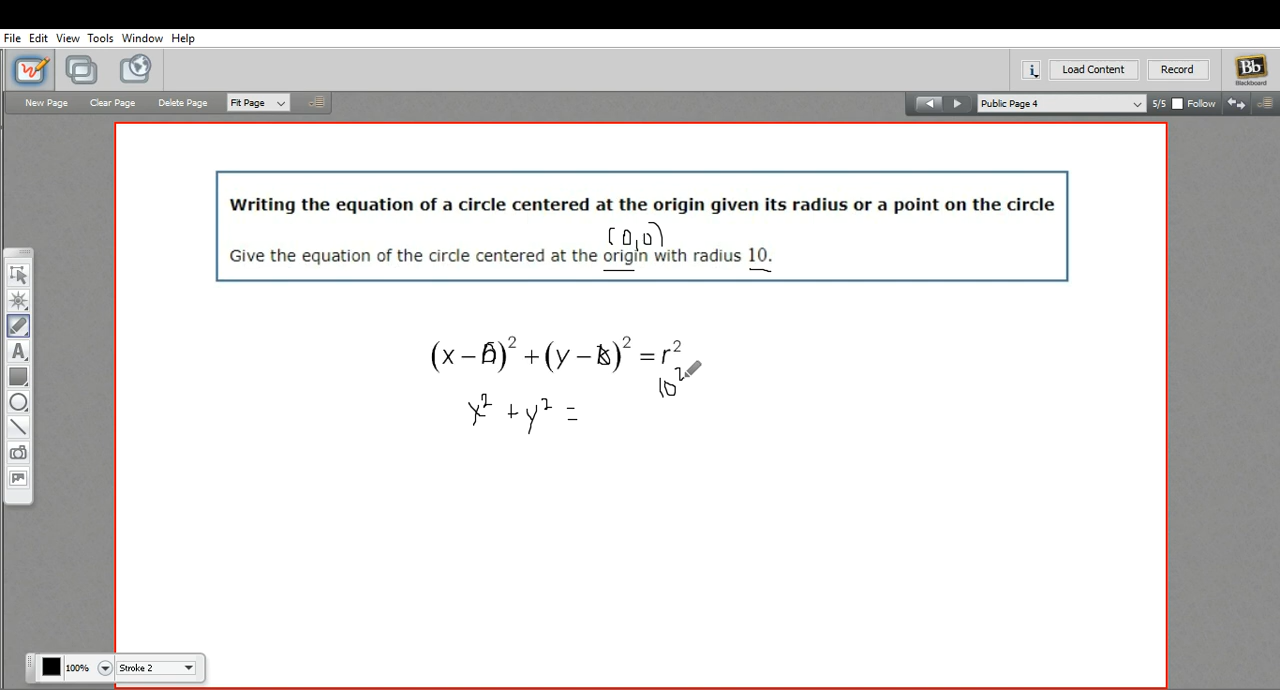 File Edit View Tools Window Help
Load Content Record Bb Blackboard
New Page Clear Page Delete Page Fit Page Public Page 4 5/5 Follow
Writing the equation of a circle centered at the origin given its radius or a point on the circle
(0,0)
Give the equation of the circle centered at the origin with radius 10.
(x − h)² + (y − k)² = r²
10²
x² + y² =
A
100% Stroke 2